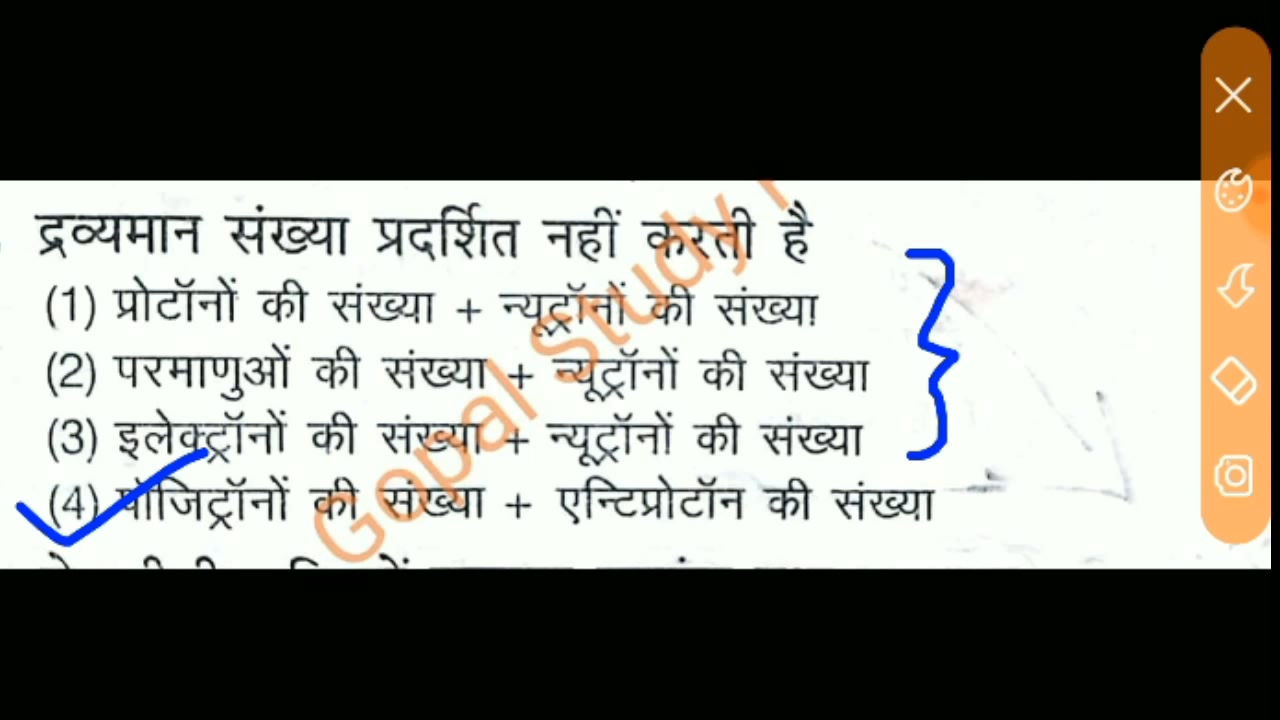 द्रव्यमान संख्या प्रदर्शित नहीं करती है
(1) प्रोटॉनों की संख्या + न्यूट्रॉनों की संख्या
(2) परमाणुओं की संख्या + न्यूट्रॉनों की संख्या
(3) इलेक्ट्रॉनों की संख्या + न्यूट्रॉनों की संख्या
(4) पॉजिट्रॉनों की संख्या + एन्टिप्रोटॉन की संख्या
Gopal Study